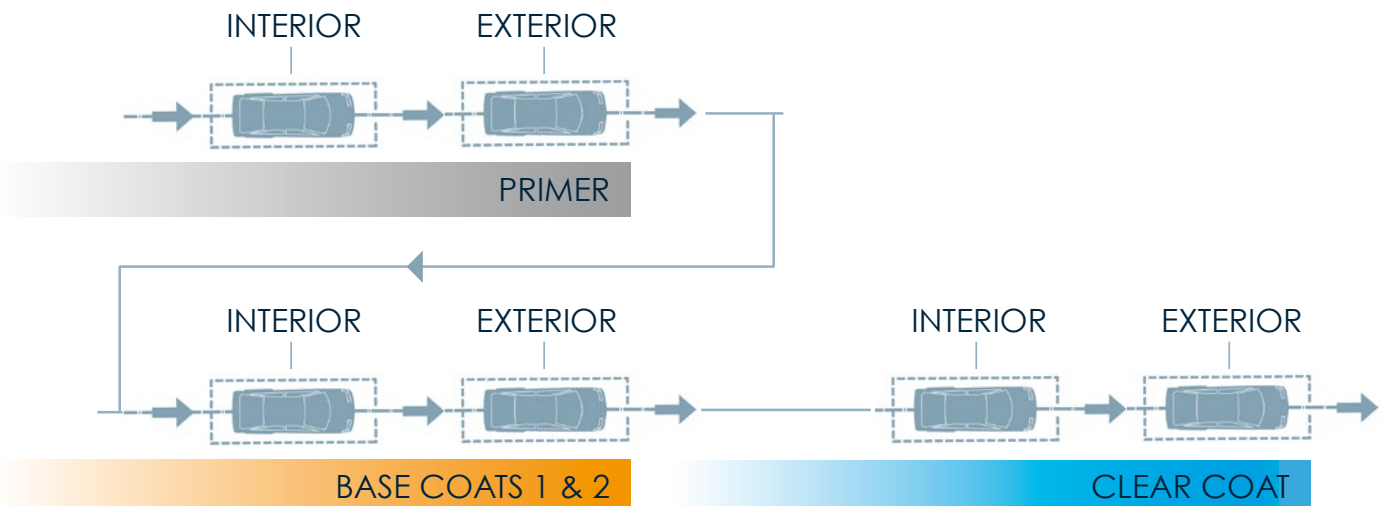 INTERIOR EXTERIOR
PRIMER
INTERIOR EXTERIOR INTERIOR EXTERIOR
BASE COATS 1 & 2 CLEAR COAT